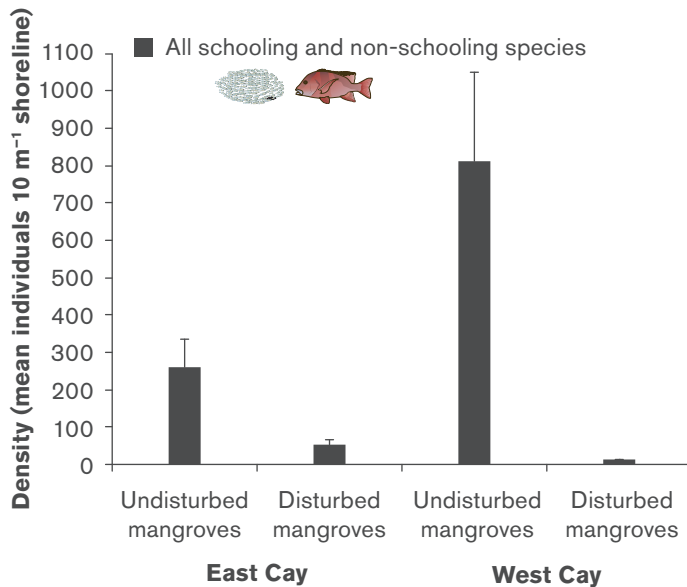 Density (mean individuals 10 m⁻¹ shoreline)
1100
1000
900
800
700
600
500
400
300
200
100
0
All schooling and non-schooling species
Undisturbed
mangroves
Disturbed
mangroves
Undisturbed
mangroves
Disturbed
mangroves
East Cay
West Cay